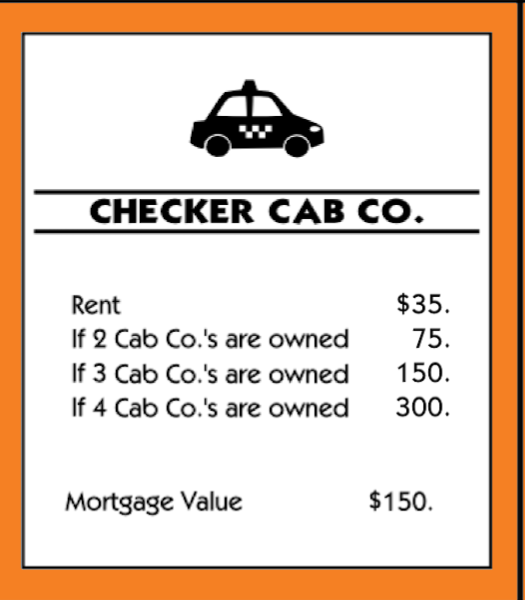 CHECKER CAB CO.
Rent $35.
If 2 Cab Co.'s are owned 75.
If 3 Cab Co.'s are owned 150.
If 4 Cab Co.'s are owned 300.
Mortgage Value $150.